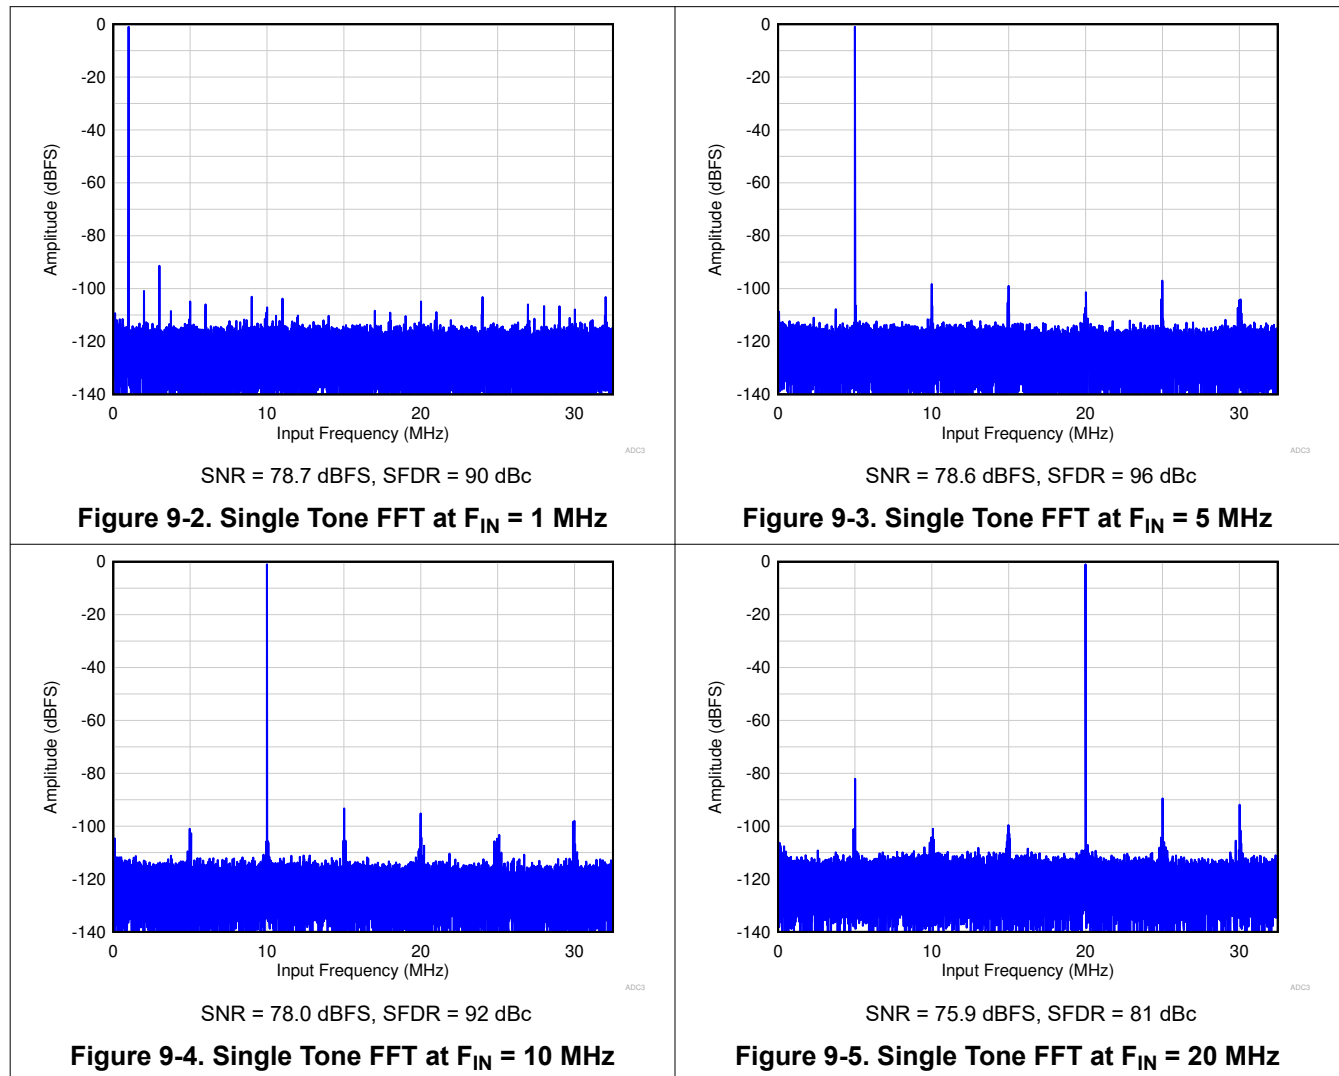 0
-20
-40
-60
-80
-100
-120
-140
Amplitude (dBFS)
0 10 20 30
Input Frequency (MHz)
ADC3
SNR = 78.7 dBFS, SFDR = 90 dBc
Figure 9-2. Single Tone FFT at FIN = 1 MHz
0
-20
-40
-60
-80
-100
-120
-140
Amplitude (dBFS)
0 10 20 30
Input Frequency (MHz)
ADC3
SNR = 78.6 dBFS, SFDR = 96 dBc
Figure 9-3. Single Tone FFT at FIN = 5 MHz
0
-20
-40
-60
-80
-100
-120
-140
Amplitude (dBFS)
0 10 20 30
Input Frequency (MHz)
ADC3
SNR = 78.0 dBFS, SFDR = 92 dBc
Figure 9-4. Single Tone FFT at FIN = 10 MHz
0
-20
-40
-60
-80
-100
-120
-140
Amplitude (dBFS)
0 10 20 30
Input Frequency (MHz)
ADC3
SNR = 75.9 dBFS, SFDR = 81 dBc
Figure 9-5. Single Tone FFT at FIN = 20 MHz